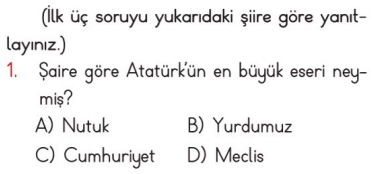 (İlk üç soruyu yukarıdaki şiire göre yanıt-
layınız.)
1. Şaire göre Atatürk'ün en büyük eseri ney-
miş?
A) Nutuk B) Yurdumuz
C) Cumhuriyet D) Meclis